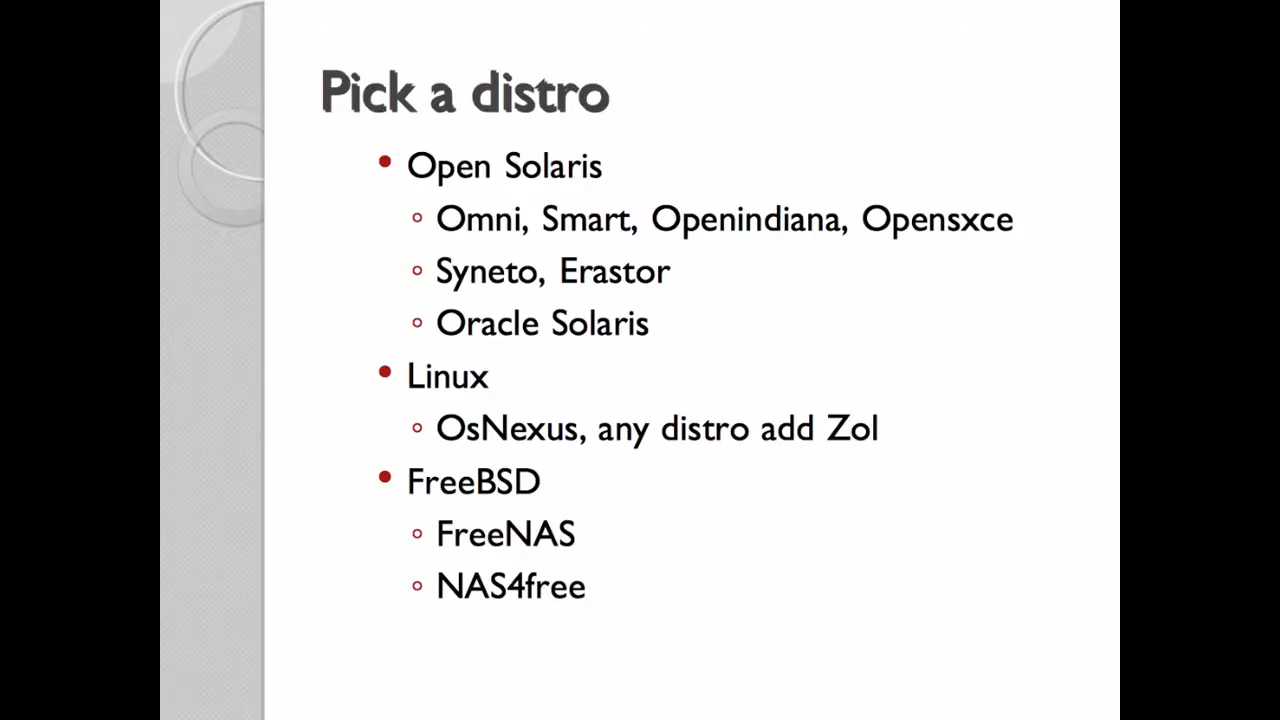 Pick a distro
• Open Solaris
◦ Omni, Smart, Openindiana, Opensxce
◦ Syneto, Erastor
◦ Oracle Solaris
• Linux
◦ OsNexus, any distro add Zol
• FreeBSD
◦ FreeNAS
◦ NAS4free